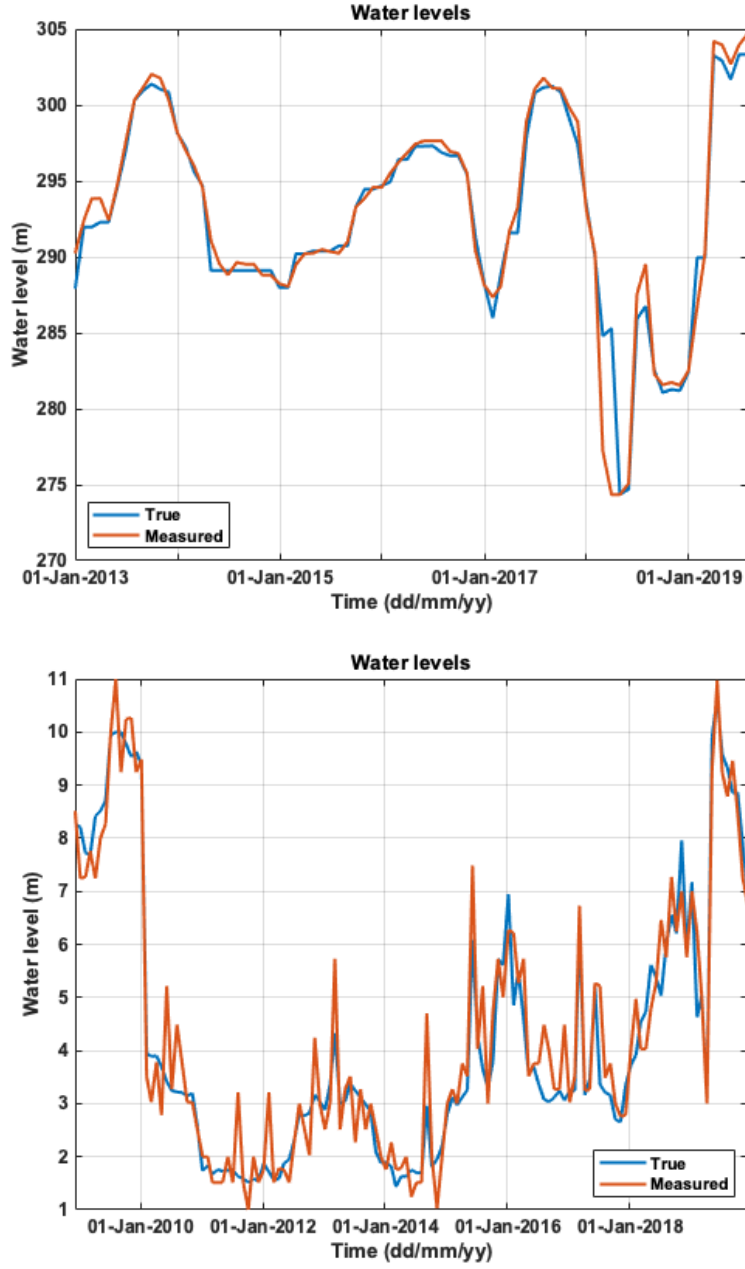 Water levels
305
300
295
290
285
280
275
270
Water level (m)
True
Measured
01-Jan-2013 01-Jan-2015 01-Jan-2017 01-Jan-2019
Time (dd/mm/yy)
Water levels
11
10
9
8
7
6
5
4
3
2
1
Water level (m)
True
Measured
01-Jan-2010 01-Jan-2012 01-Jan-2014 01-Jan-2016 01-Jan-2018
Time (dd/mm/yy)